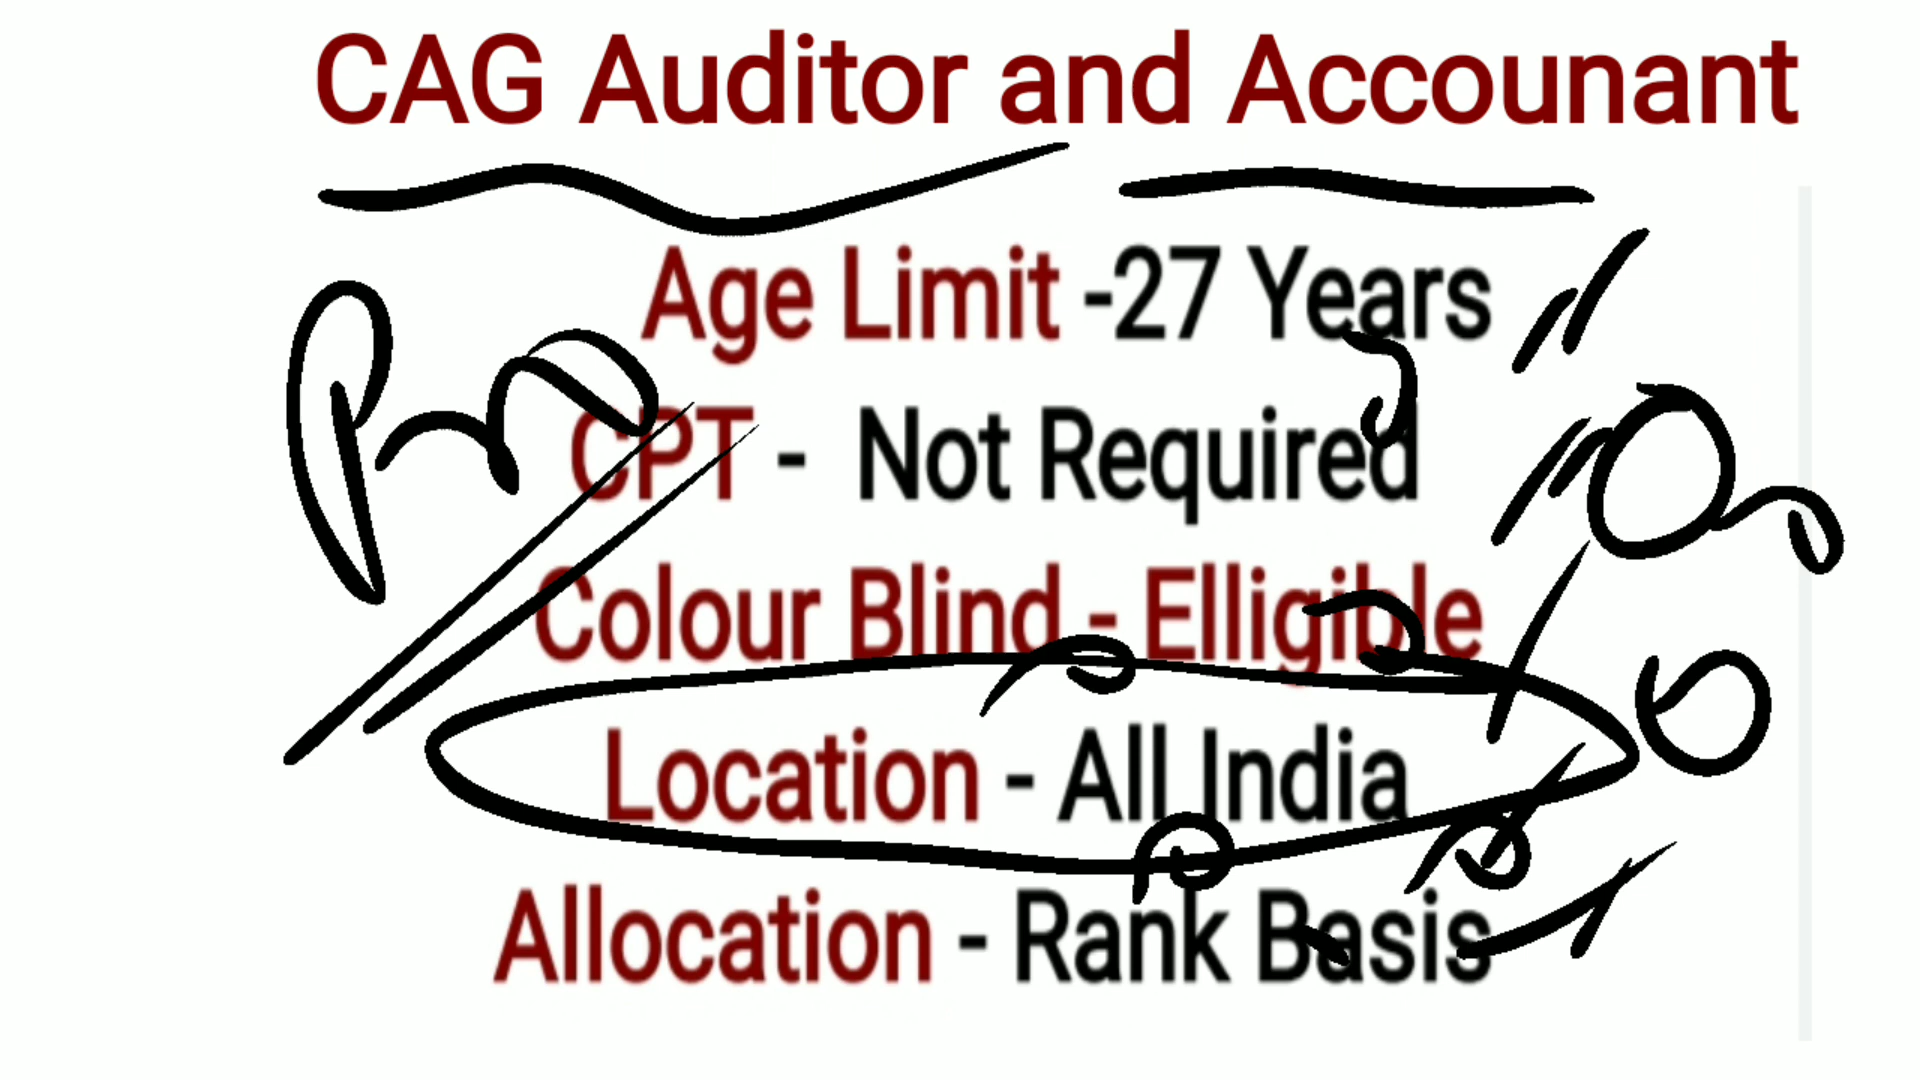 CAG Auditor and Accounant
Age Limit -27 Years
CPT - Not Required
Colour Blind - Elligible
Location - All India
Allocation - Rank Basis